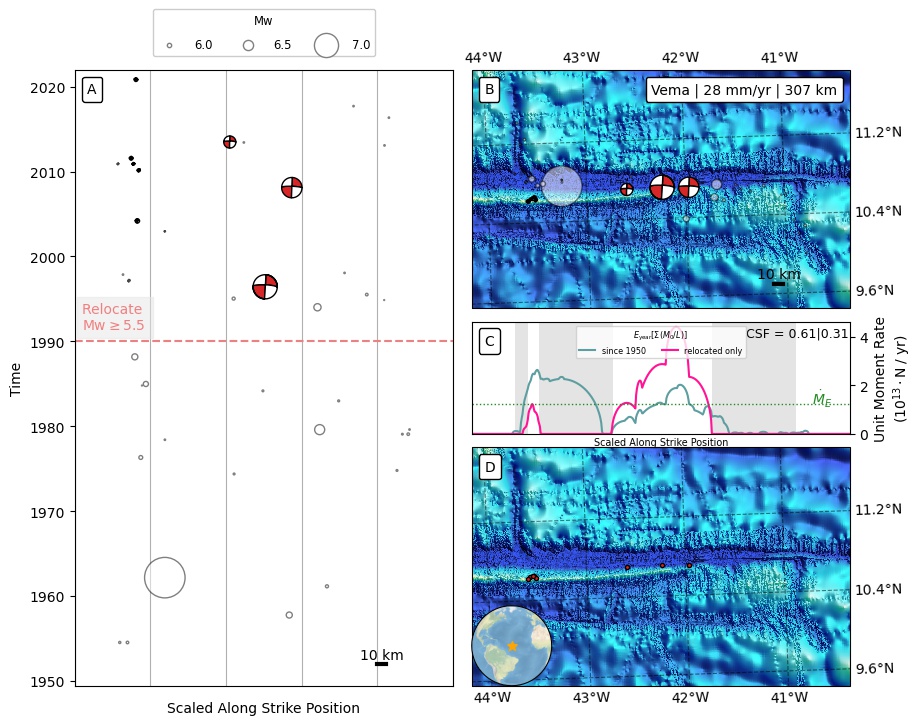 Mw
6.0 6.5 7.0
A
2020
2010
2000
1990
1980
1970
1960
1950
Time
Relocate
Mw ≥ 5.5
10 km
Scaled Along Strike Position
44°W 43°W 42°W 41°W
B
Vema | 28 mm/yr | 307 km
11.2°N
10.4°N
9.6°N
10 km
C
E_year[Σ(M_0/L)]
since 1950 relocated only
CSF = 0.61|0.31
Ṁ_E
4
2
0
Unit Moment Rate
(10^13 · N / yr)
Scaled Along Strike Position
D
11.2°N
10.4°N
9.6°N
44°W 43°W 42°W 41°W